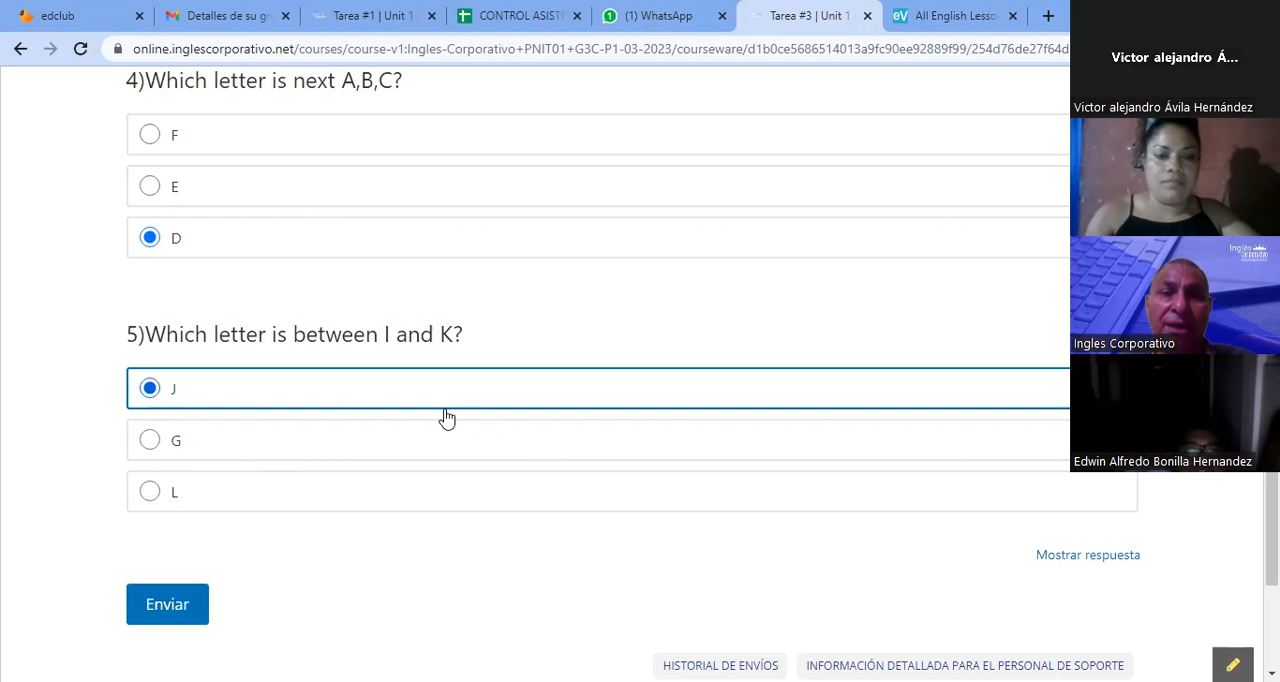 edclub
Detalles de su gr
Tarea #1 | Unit 1
CONTROL ASIST
(1) WhatsApp
Tarea #3 | Unit 1
All English Lesso
online.inglescorporativo.net/courses/course-v1:Ingles-Corporativo+PNIT01+G3C-P1-03-2023/courseware/
4)Which letter is next A,B,C?
F
E
D
5)Which letter is between I and K?
J
G
L
Mostrar respuesta
Enviar
HISTORIAL DE ENVÍOS
INFORMACIÓN DETALLADA PARA EL PERSONAL DE SOPORTE
Victor alejandro Á...
Victor alejandro Ávila Hernández
Inglés
Corporativo
Ingles Corporativo
Edwin Alfredo Bonilla Hernandez